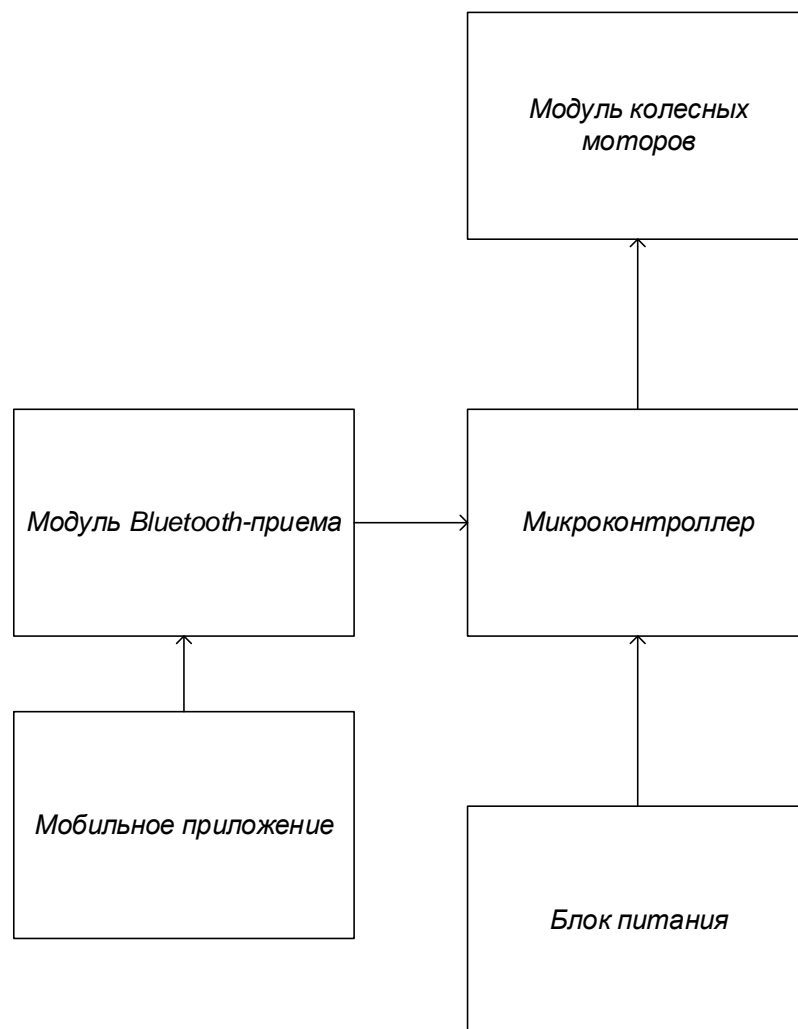 Модуль колесных
моторов
Модуль Bluetooth-приема
Микроконтроллер
Мобильное приложение
Блок питания